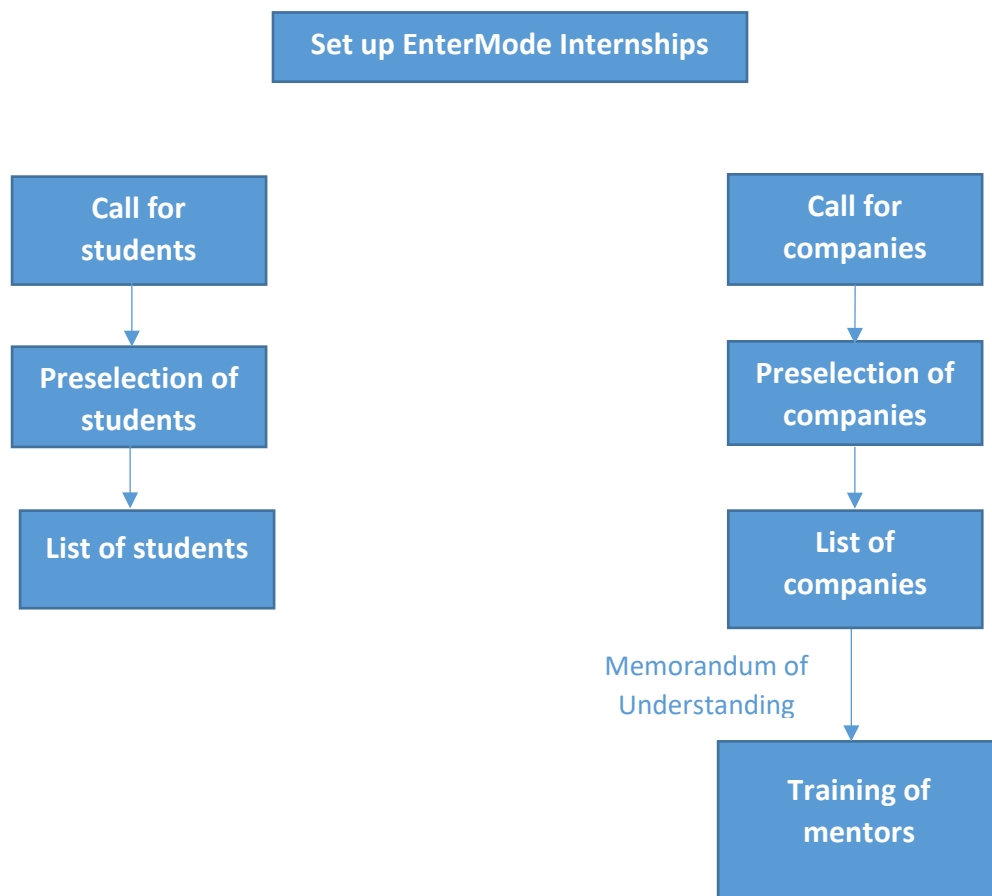 Set up EnterMode Internships
Call for
students
Call for
companies
Preselection of
students
Preselection of
companies
List of students
List of
companies
Memorandum of
Understanding
Training of
mentors